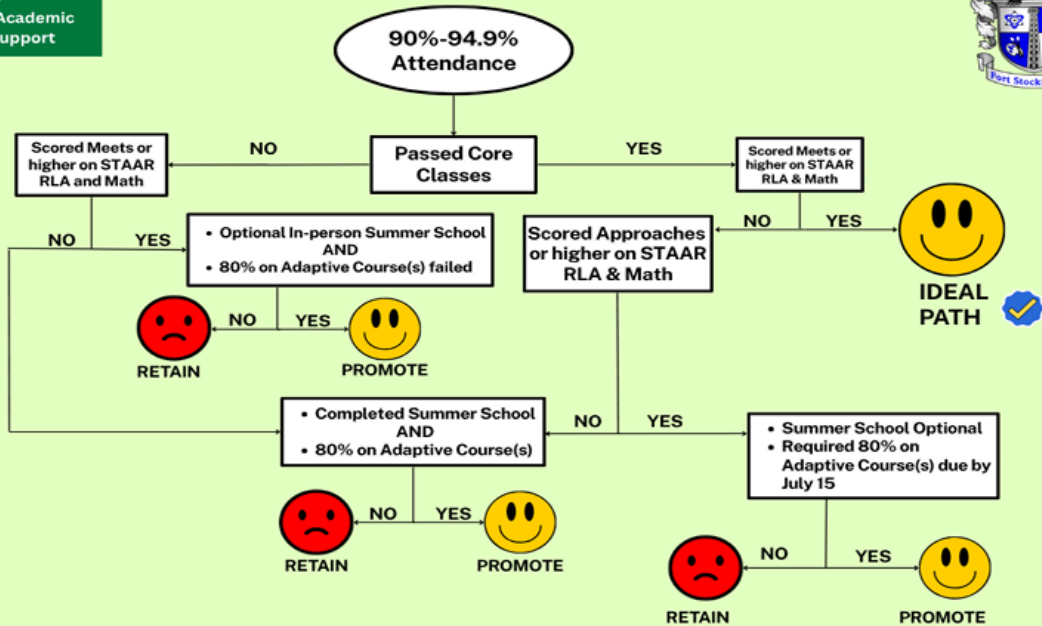 Academic
upport
90%-94.9%
Attendance
Fort Stock
Scored Meets or
higher on STAAR
RLA and Math
NO
Passed Core
Classes
YES
Scored Meets or
higher on STAAR
RLA & Math
NO
YES
• Optional In-person Summer School
AND
• 80% on Adaptive Course(s) failed
Scored Approaches
or higher on STAAR
RLA & Math
NO
YES
IDEAL
PATH
NO
YES
RETAIN
PROMOTE
• Completed Summer School
AND
• 80% on Adaptive Course(s)
NO
YES
• Summer School Optional
• Required 80% on
Adaptive Course(s) due by
July 15
NO
YES
RETAIN
PROMOTE
NO
YES
RETAIN
PROMOTE